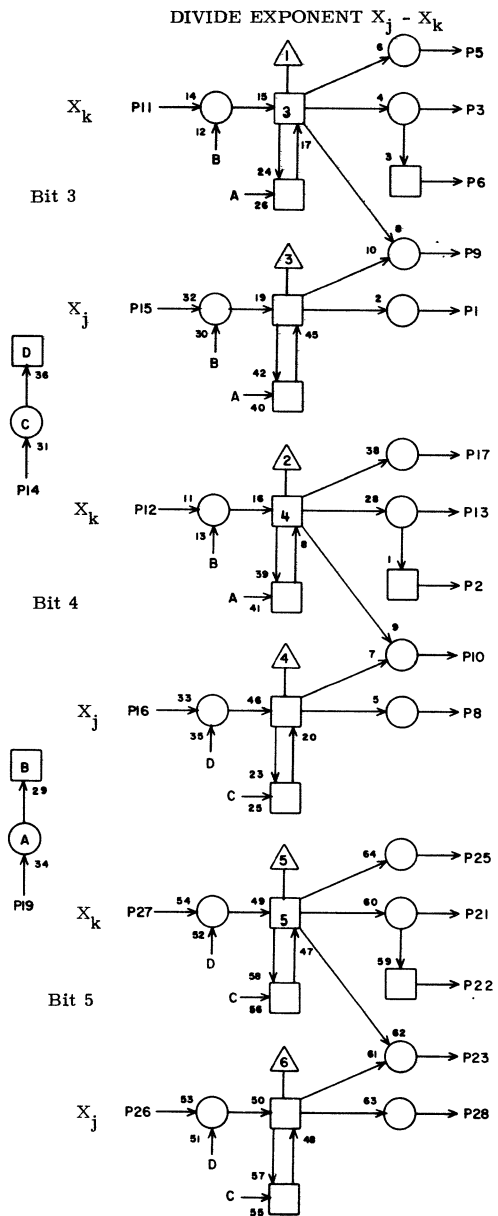 DIVIDE EXPONENT Xj - Xk
1
6 P5
Xk P11 14 15 3 4 P3
12 17 3
B 24
A 26 P6
Bit 3
8
3 10 P9
Xj P15 32 19 2 P1
30 45
B 42
D A 40
36
C
31
P14
2 38 P17
Xk P12 11 16 4 28 P13
13 8 1
B 39
A 41 P2
Bit 4
9
4 7 P10
Xj P16 33 46 5 P8
35 20
D 23
B C 25
29
A
34
P19
5 64 P25
Xk P27 54 49 5 60 P21
52 47 59
D 58
C 56 P22
Bit 5
62
6 61 P23
Xj P26 53 50 63 P28
51 48
D 57
C 55